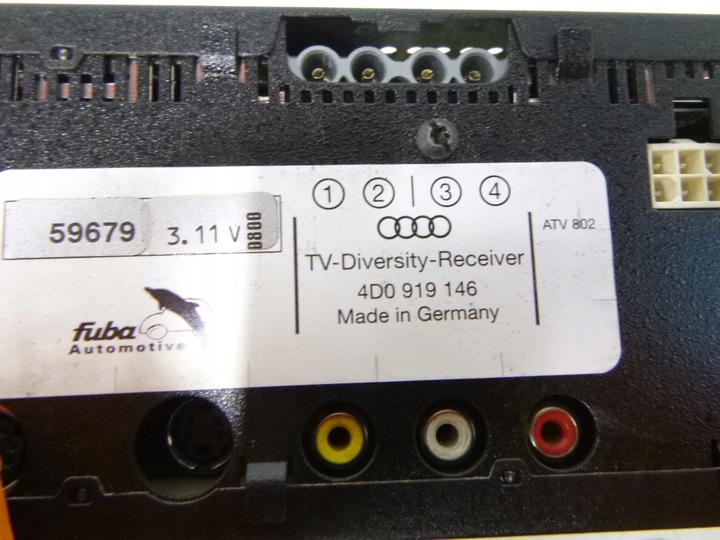 ① ② | ③ ④
59679
3.11 V
0800
ATV 802
TV-Diversity-Receiver
4D0 919 146
Made in Germany
fuba
Automotive